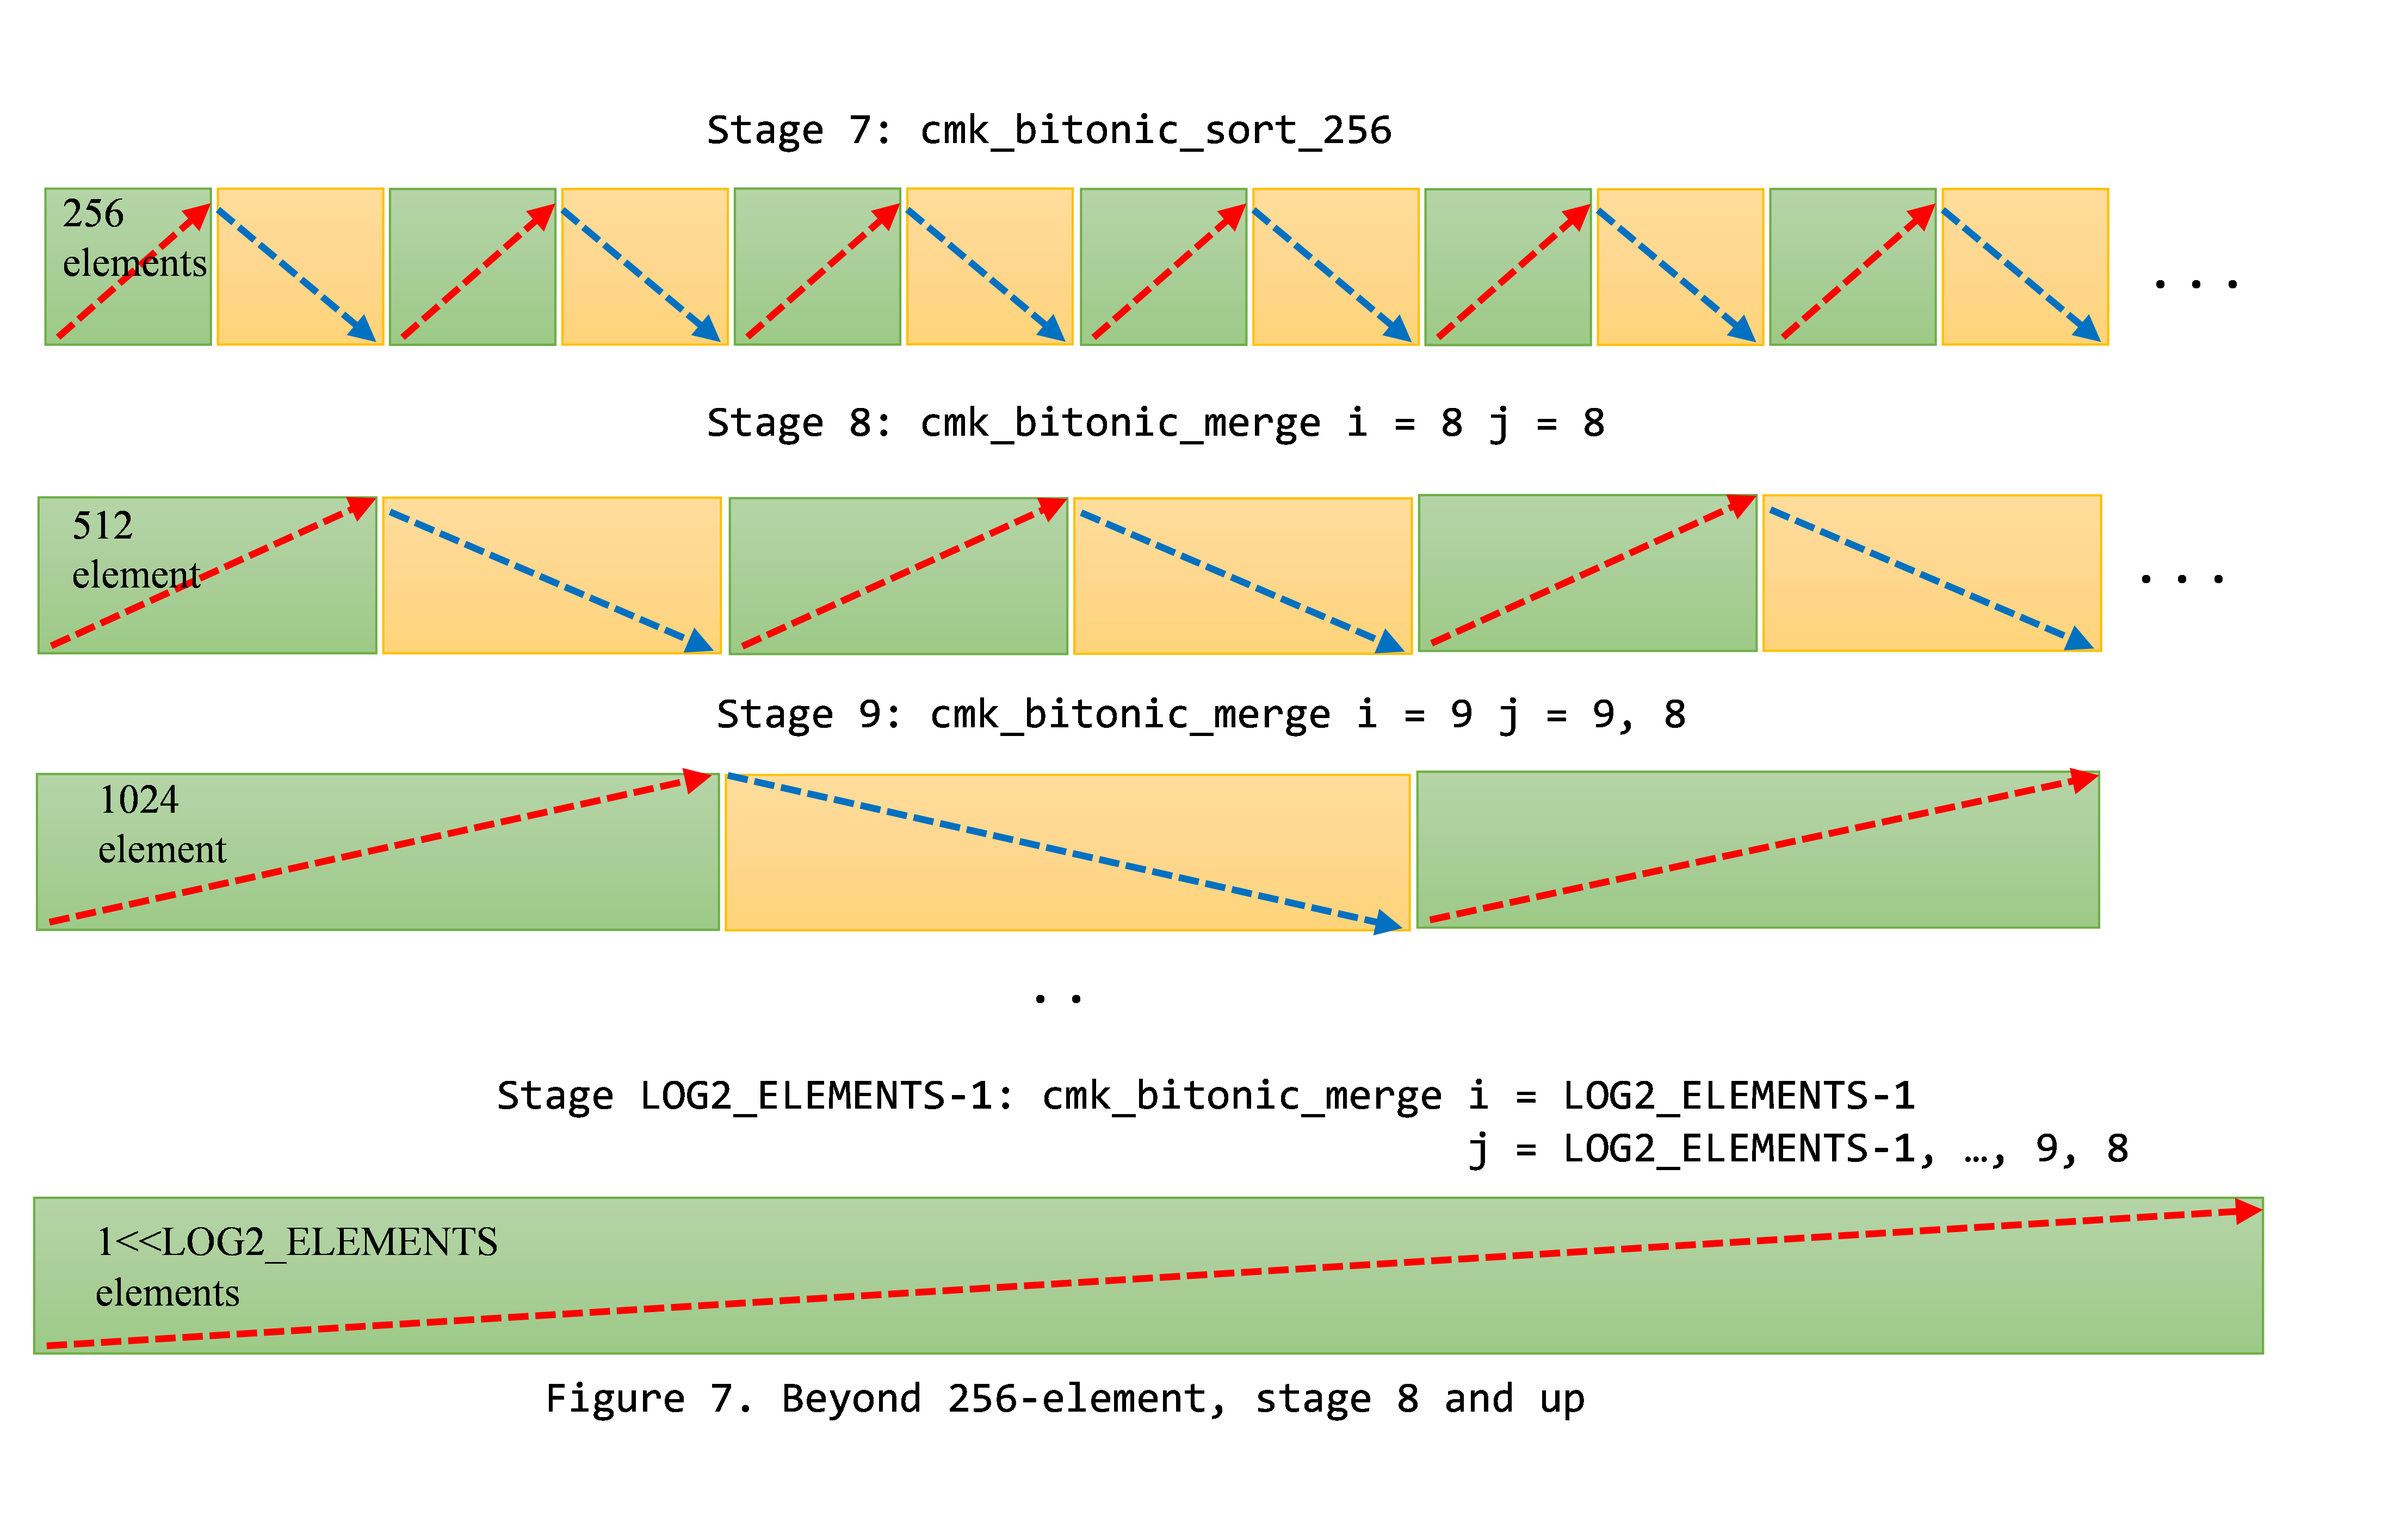 Stage 7: cmk_bitonic_sort_256
256
elements
. . .
Stage 8: cmk_bitonic_merge i = 8 j = 8
512
element
. . .
Stage 9: cmk_bitonic_merge i = 9 j = 9, 8
1024
element
. .
Stage LOG2_ELEMENTS-1: cmk_bitonic_merge i = LOG2_ELEMENTS-1
j = LOG2_ELEMENTS-1, …, 9, 8
1<<LOG2_ELEMENTS
elements
Figure 7. Beyond 256-element, stage 8 and up